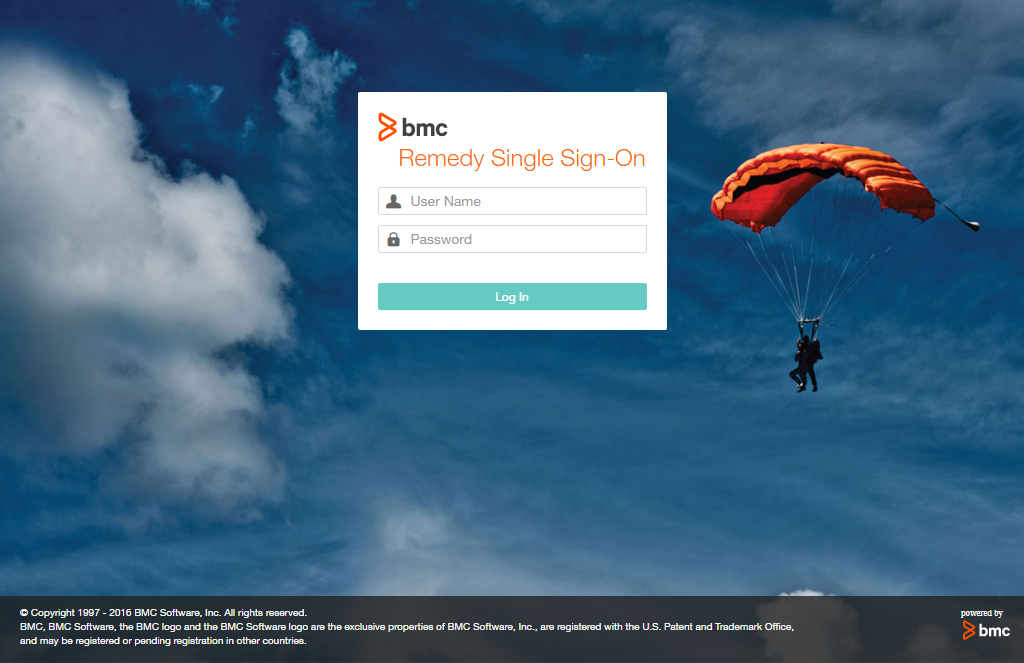 bmc
Remedy Single Sign-On
User Name
Password
Log In
© Copyright 1997 - 2016 BMC Software, Inc. All rights reserved.
BMC, BMC Software, the BMC logo and the BMC Software logo are the exclusive properties of BMC Software, Inc., are registered with the U.S. Patent and Trademark Office,
and may be registered or pending registration in other countries.
powered by
bmc